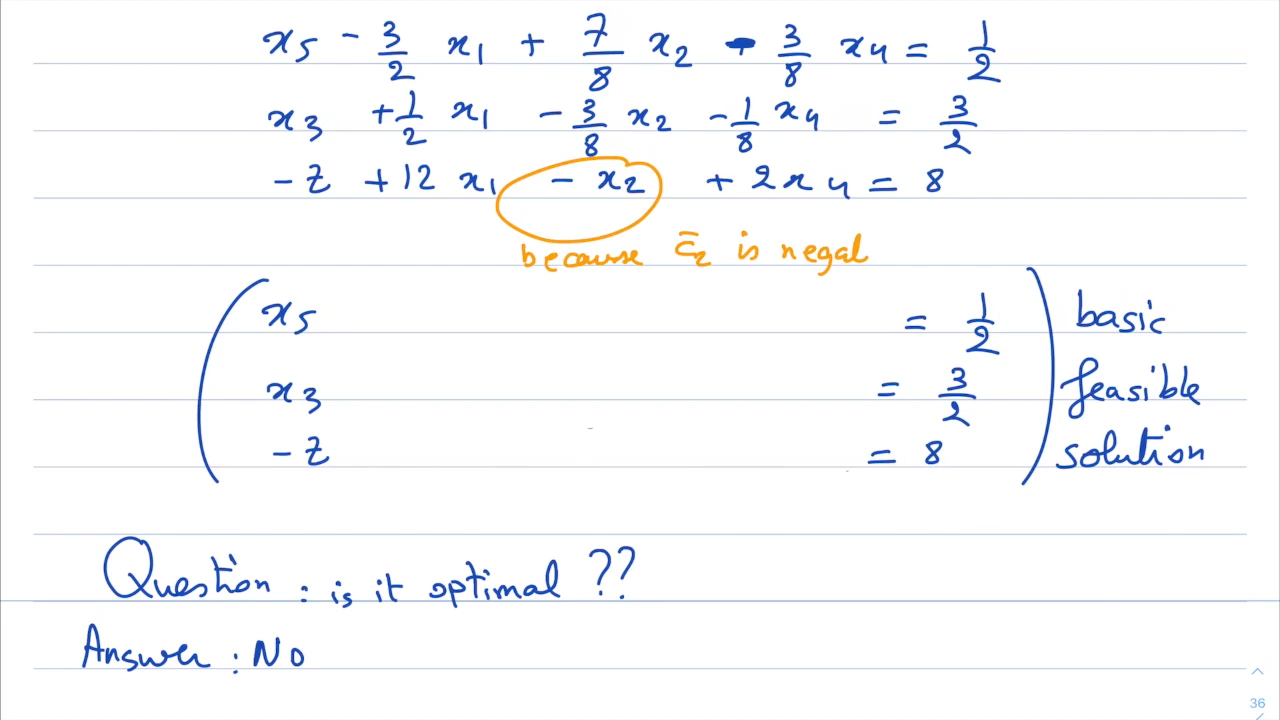 x5 - 3/2 x1 + 7/8 x2 - 3/8 x4 = 1/2
x3 + 1/2 x1 - 3/8 x2 - 1/8 x4 = 3/2
- z + 12 x1 - x2 + 2x4 = 8
because c̄2 is negal
x5 = 1/2 basic
x3 = 3/2 feasible
- z = 8 solution
Question : is it optimal ??
Answer : No
36